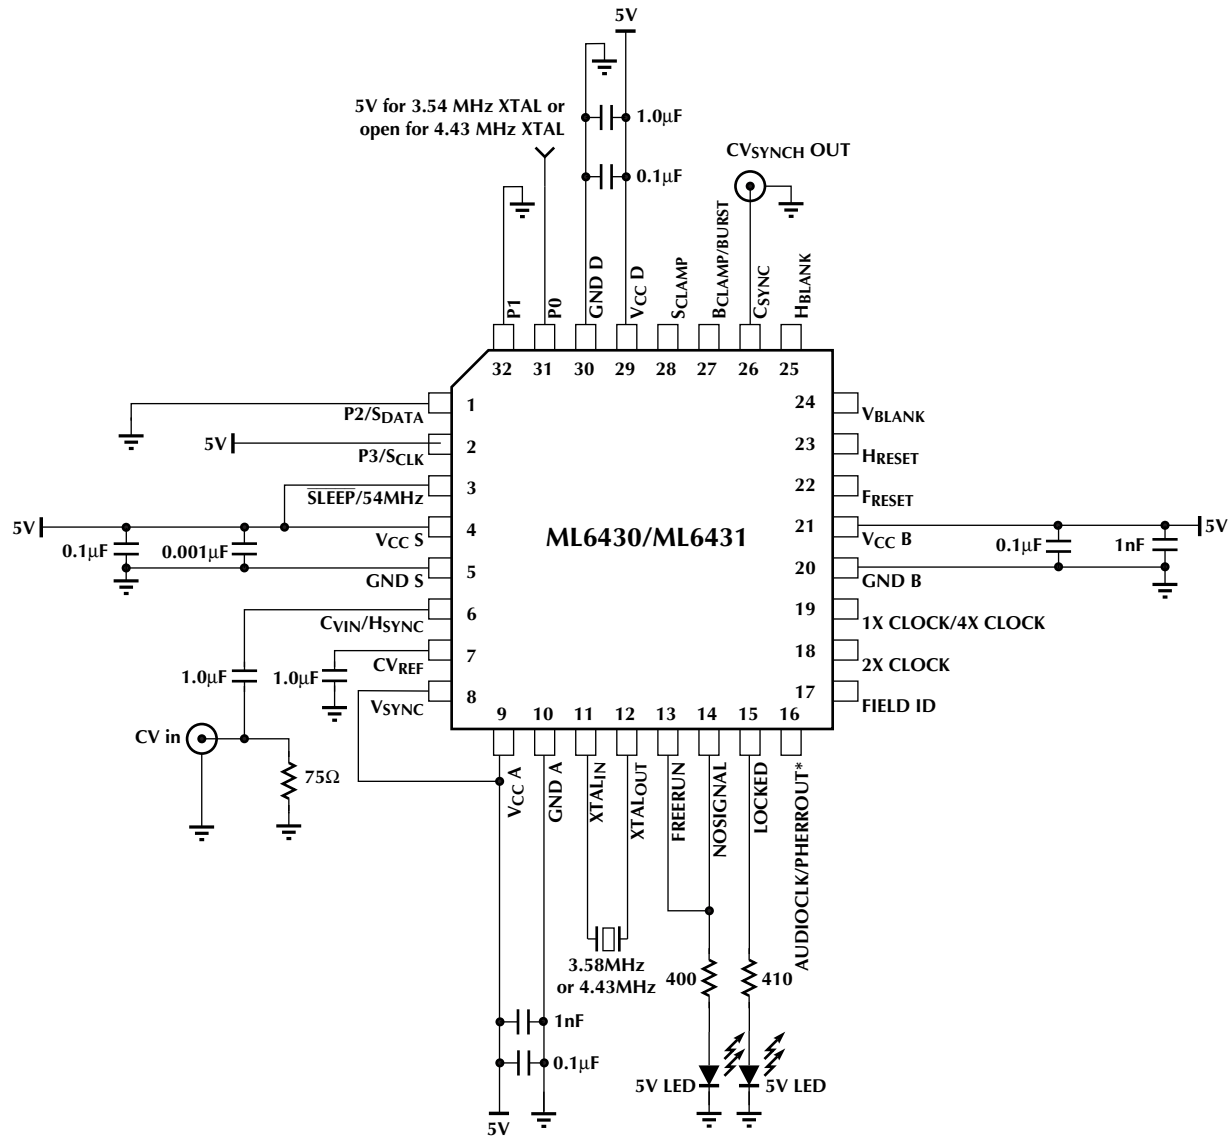 5V
5V for 3.54 MHz XTAL or
open for 4.43 MHz XTAL
1.0μF
0.1μF
CVSYNCH OUT
P1
P0
GND D
VCC D
SCLAMP
BCLAMP/BURST
CSYNC
HBLANK
32
31
30
29
28
27
26
25
1
P2/SDATA
2
5V
P3/SCLK
3
SLEEP/54MHz
4
5V
VCC S
0.1μF
0.001μF
5
GND S
6
CVIN/HSYNC
7
CVREF
1.0μF
1.0μF
8
VSYNC
CV in
75Ω
ML6430/ML6431
24
VBLANK
23
HRESET
22
FRESET
21
VCC B
5V
0.1μF
1nF
20
GND B
19
1X CLOCK/4X CLOCK
18
2X CLOCK
17
FIELD ID
9
10
11
12
13
14
15
16
VCC A
GND A
XTALIN
XTALOUT
FREERUN
NOSIGNAL
LOCKED
AUDIOCLK/PHERROUT*
3.58MHz
or 4.43MHz
400
410
1nF
0.1μF
5V LED
5V LED
5V